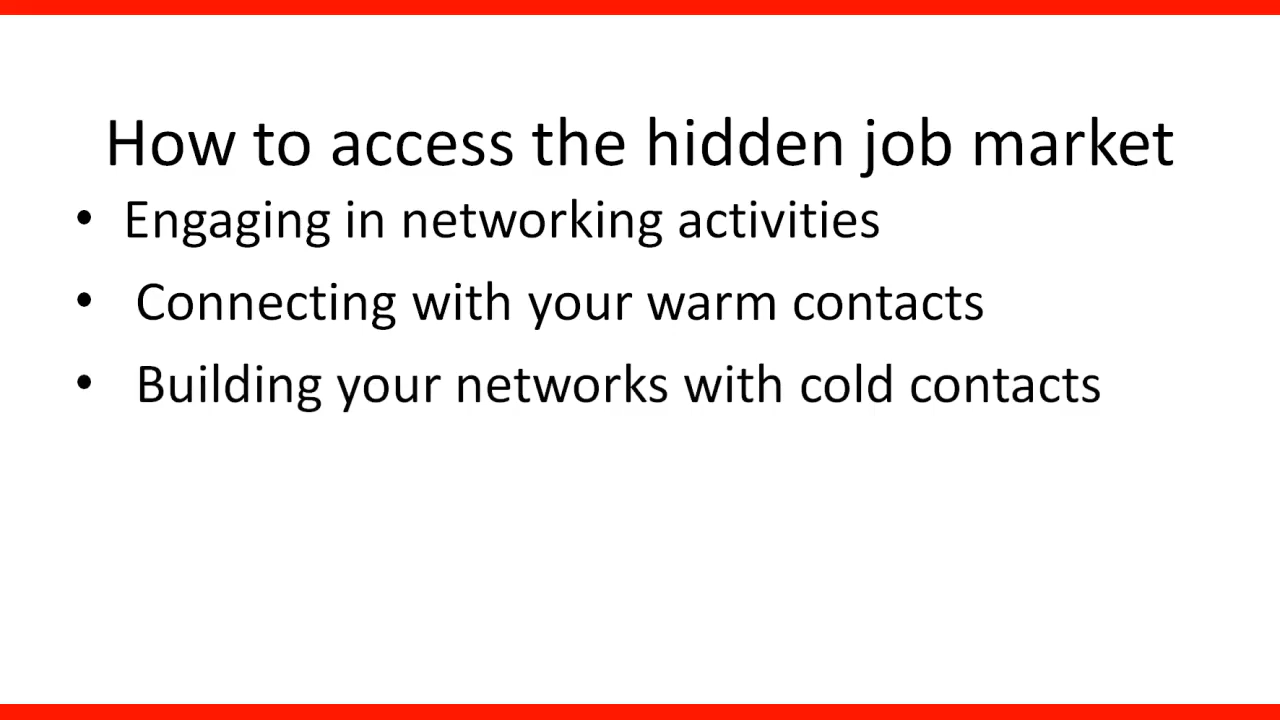 How to access the hidden job market
• Engaging in networking activities
• Connecting with your warm contacts
• Building your networks with cold contacts